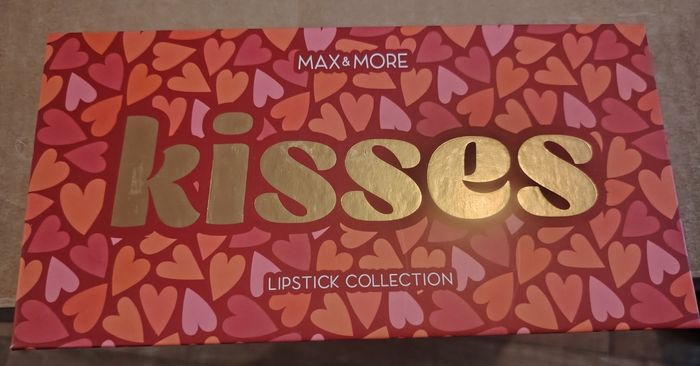 MAX & MORE
kisses
LIPSTICK COLLECTION